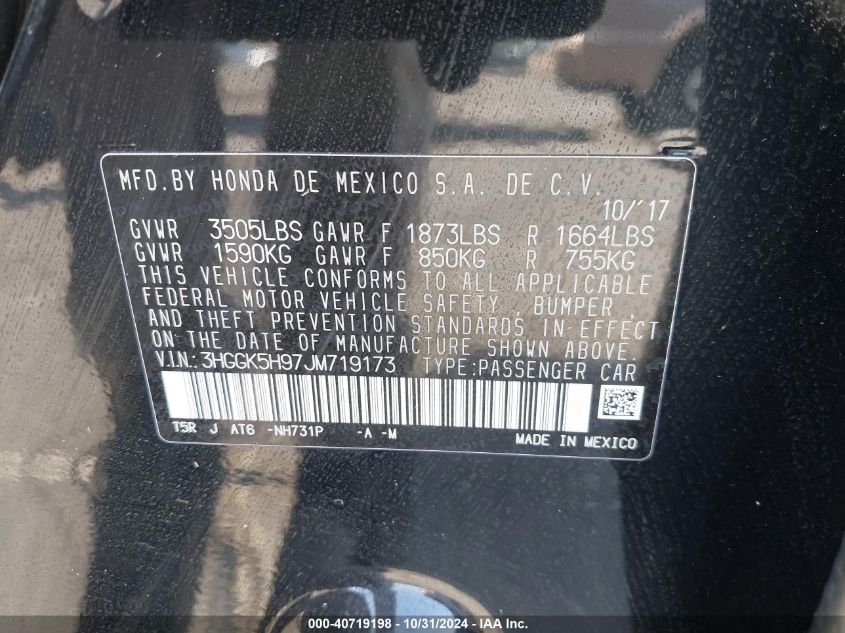 MFD.BY HONDA DE MEXICO S.A. DE C.V.
10/'17
GVWR 3505LBS GAWR F 1873LBS R 1664LBS
GVWR 1590KG GAWR F 850KG R 755KG
THIS VEHICLE CONFORMS TO ALL APPLICABLE
FEDERAL MOTOR VEHICLE SAFETY, BUMPER,
AND THEFT PREVENTION STANDARDS IN EFFECT
ON THE DATE OF MANUFACTURE SHOWN ABOVE.
V.I.N.: 3HGGK5H97JM719173 TYPE:PASSENGER CAR
T5R J AT6 -NH731P -A -M
MADE IN MEXICO
000-40719198 - 10/31/2024 - IAA Inc.